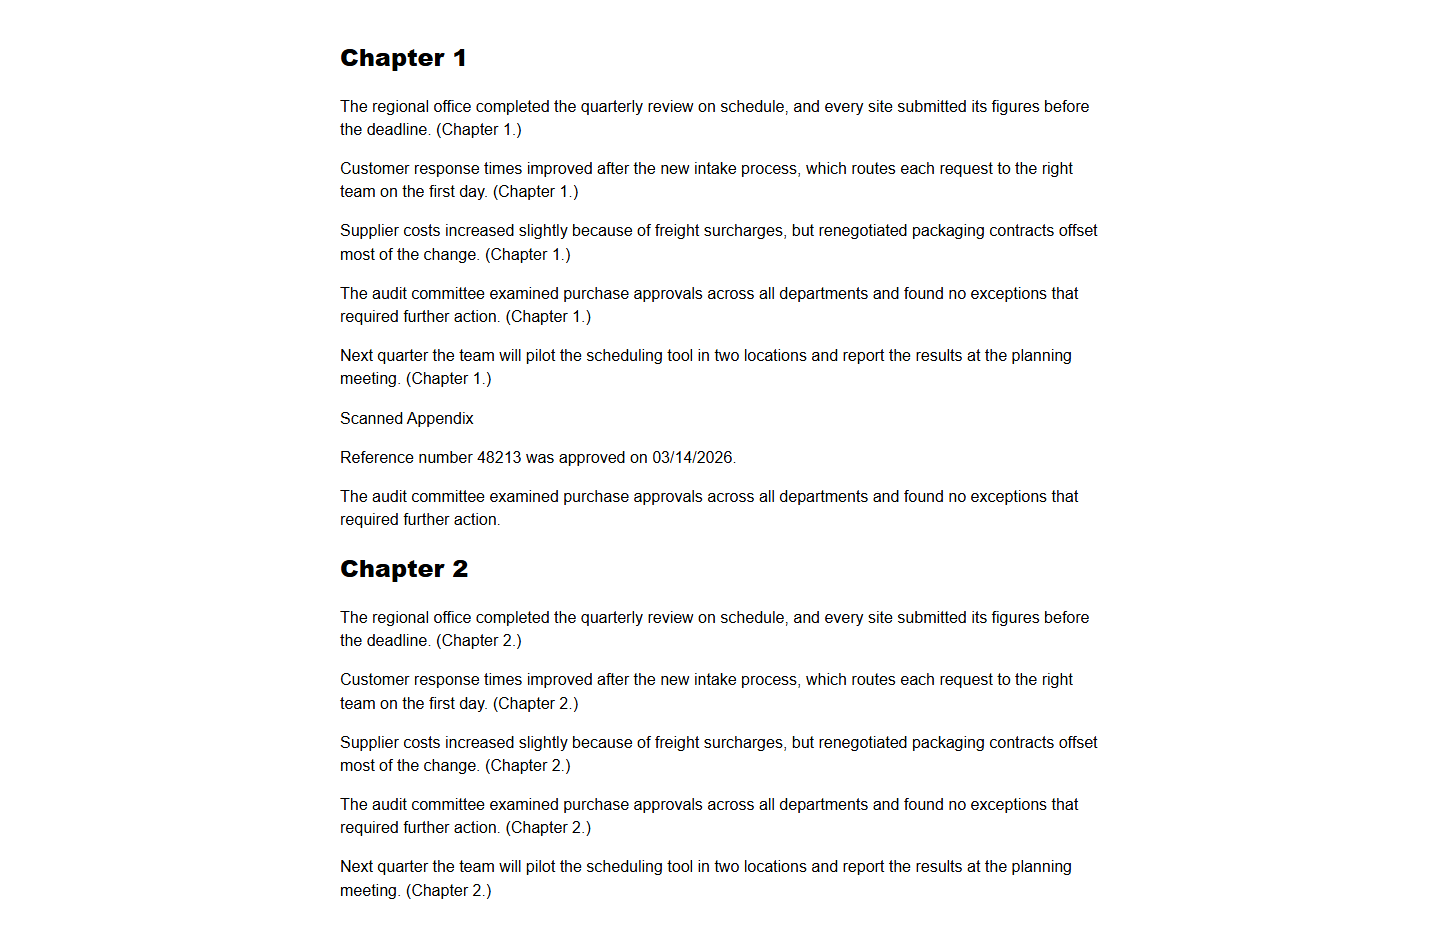 Chapter 1
The regional office completed the quarterly review on schedule, and every site submitted its figures before
the deadline. (Chapter 1.)
Customer response times improved after the new intake process, which routes each request to the right
team on the first day. (Chapter 1.)
Supplier costs increased slightly because of freight surcharges, but renegotiated packaging contracts offset
most of the change. (Chapter 1.)
The audit committee examined purchase approvals across all departments and found no exceptions that
required further action. (Chapter 1.)
Next quarter the team will pilot the scheduling tool in two locations and report the results at the planning
meeting. (Chapter 1.)
Scanned Appendix
Reference number 48213 was approved on 03/14/2026.
The audit committee examined purchase approvals across all departments and found no exceptions that
required further action.
Chapter 2
The regional office completed the quarterly review on schedule, and every site submitted its figures before
the deadline. (Chapter 2.)
Customer response times improved after the new intake process, which routes each request to the right
team on the first day. (Chapter 2.)
Supplier costs increased slightly because of freight surcharges, but renegotiated packaging contracts offset
most of the change. (Chapter 2.)
The audit committee examined purchase approvals across all departments and found no exceptions that
required further action. (Chapter 2.)
Next quarter the team will pilot the scheduling tool in two locations and report the results at the planning
meeting. (Chapter 2.)